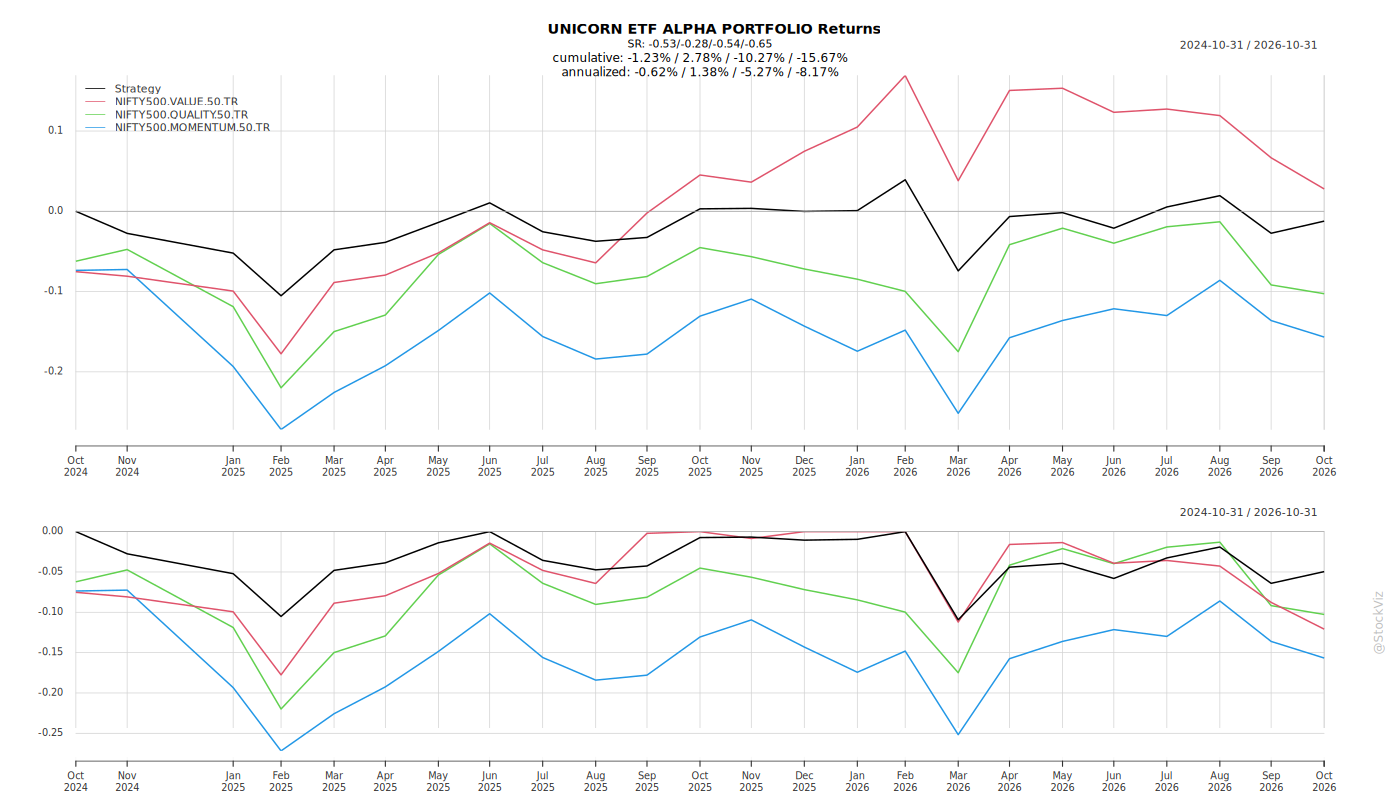 UNICORN ETF ALPHA PORTFOLIO Returns
SR: -0.53/-0.28/-0.54/-0.65
cumulative: -1.23% / 2.78% / -10.27% / -15.67%
annualized: -0.62% / 1.38% / -5.27% / -8.17%
2024-10-31 / 2026-10-31
Strategy
NIFTY500.VALUE.50.TR
NIFTY500.QUALITY.50.TR
NIFTY500.MOMENTUM.50.TR
0.1
0.0
-0.1
-0.2
Oct Nov Jan Feb Mar Apr May Jun Jul Aug Sep Oct Nov Dec Jan Feb Mar Apr May Jun Jul Aug Sep Oct
2024 2024 2025 2025 2025 2025 2025 2025 2025 2025 2025 2025 2025 2025 2026 2026 2026 2026 2026 2026 2026 2026 2026 2026
2024-10-31 / 2026-10-31
0.00
-0.05
-0.10
-0.15
-0.20
-0.25
Oct Nov Jan Feb Mar Apr May Jun Jul Aug Sep Oct Nov Dec Jan Feb Mar Apr May Jun Jul Aug Sep Oct
2024 2024 2025 2025 2025 2025 2025 2025 2025 2025 2025 2025 2025 2025 2026 2026 2026 2026 2026 2026 2026 2026 2026 2026
@StockViz